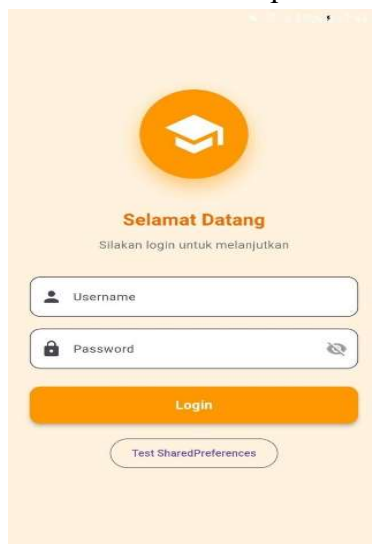 Selamat Datang
Silakan login untuk melanjutkan
Username
Password
Login
Test SharedPreferences